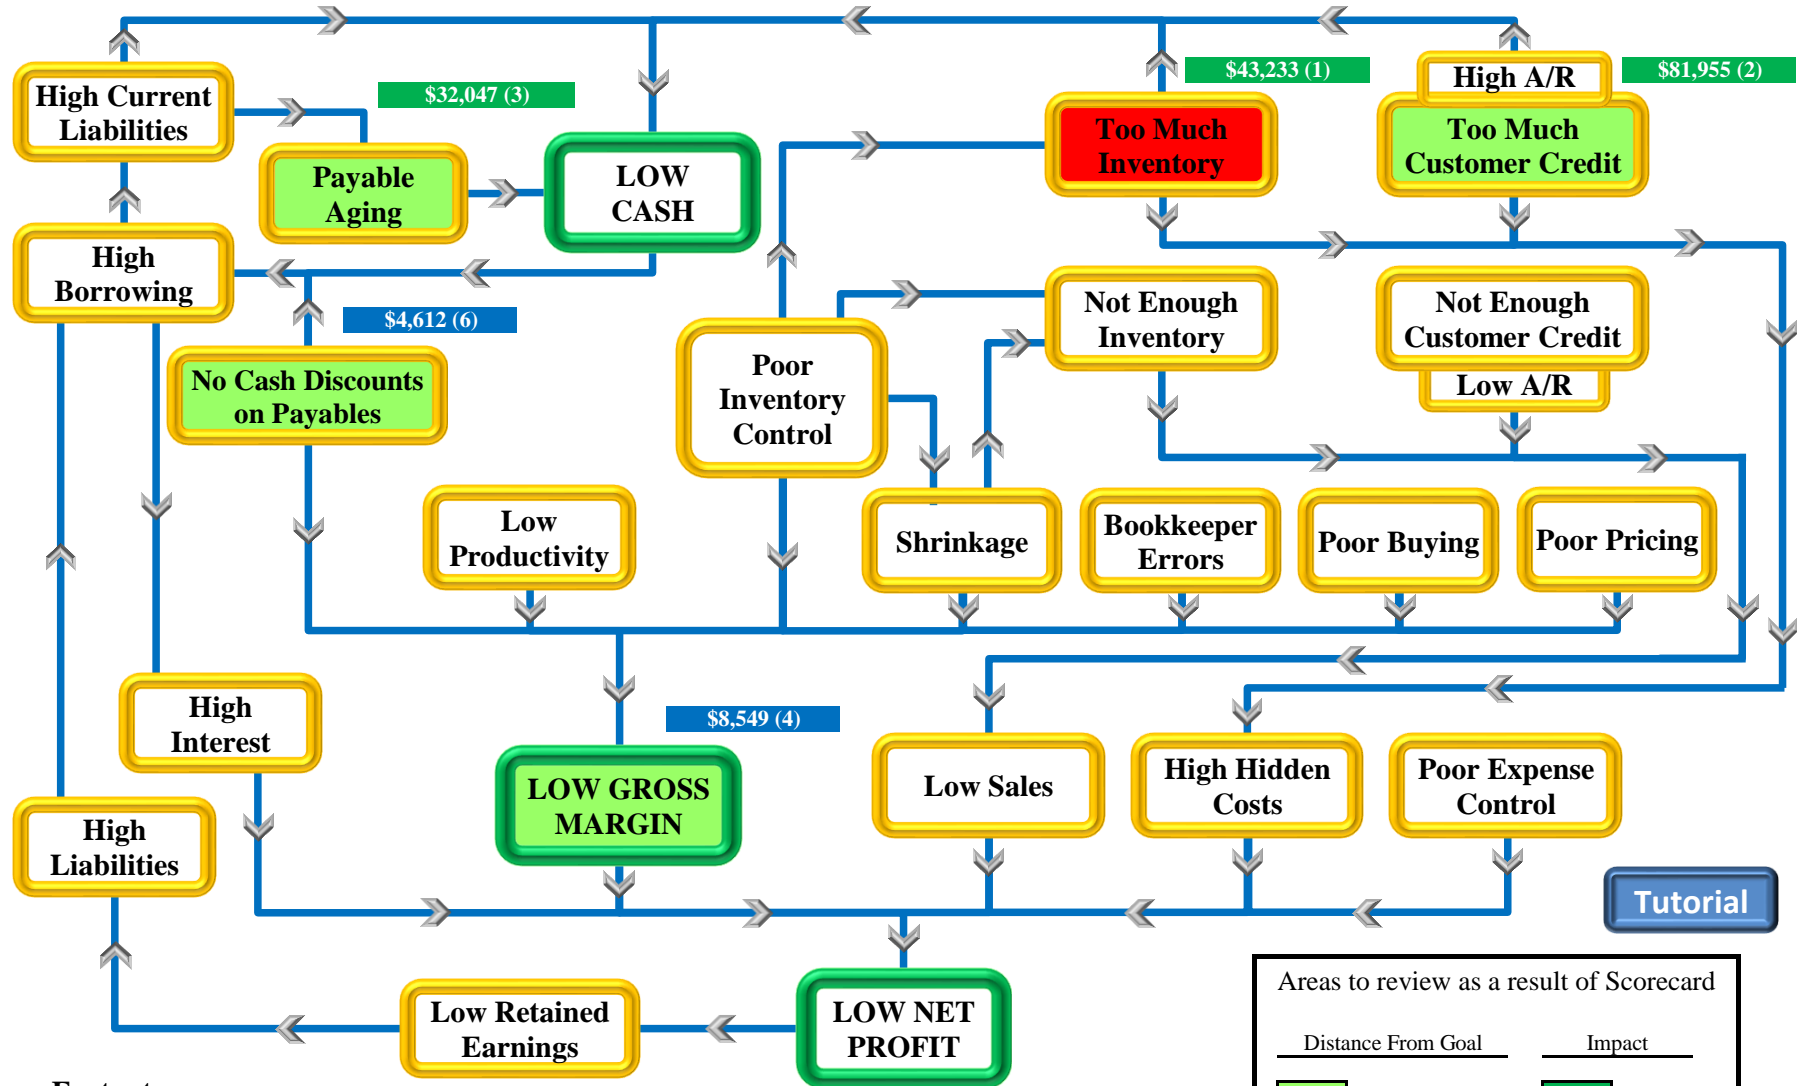 $43,233 (1)
High A/R
$81,955 (2)
High Current
Liabilities
$32,047 (3)
Too Much
Inventory
Too Much
Customer Credit
Payable
Aging
LOW
CASH
High
Borrowing
$4,612 (6)
Not Enough
Inventory
Not Enough
Customer Credit
Low A/R
No Cash Discounts
on Payables
Poor
Inventory
Control
Low
Productivity
Shrinkage
Bookkeeper
Errors
Poor Buying
Poor Pricing
High
Interest
$8,549 (4)
LOW GROSS
MARGIN
Low Sales
High Hidden
Costs
Poor Expense
Control
High
Liabilities
Tutorial
Low Retained
Earnings
LOW NET
PROFIT
Areas to review as a result of Scorecard
Distance From Goal
Impact